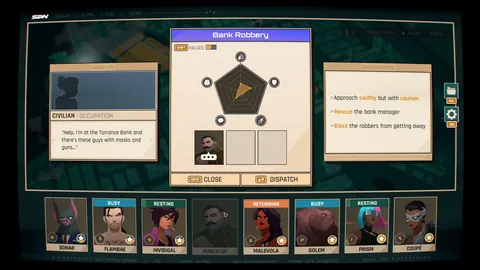 SDN
Bank Robbery
VALUES
CIVILIAN - OCCUPATION
"Help, I'm at the Torrance Bank and
there's these guys with masks and
guns..."
Approach swiftly but with caution
Rescue the bank manager
Block the robbers from getting away
CLOSE
DISPATCH
BUSY
RESTING
RETURNING
BUSY
RESTING
SONAR
FLAMBAE
INVISIGAL
PUNCH UP
MALEVOLA
GOLEM
PRISM
COUPE